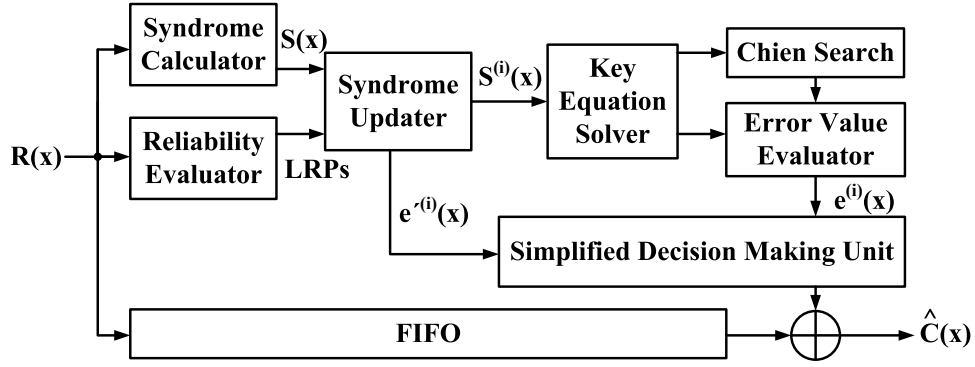 Syndrome
Calculator
S(x)
Syndrome
Updater
S⁽ⁱ⁾(x)
Key
Equation
Solver
Chien Search
Error Value
Evaluator
R(x)
Reliability
Evaluator
LRPs
e´⁽ⁱ⁾(x)
e⁽ⁱ⁾(x)
Simplified Decision Making Unit
FIFO
Ĉ(x)